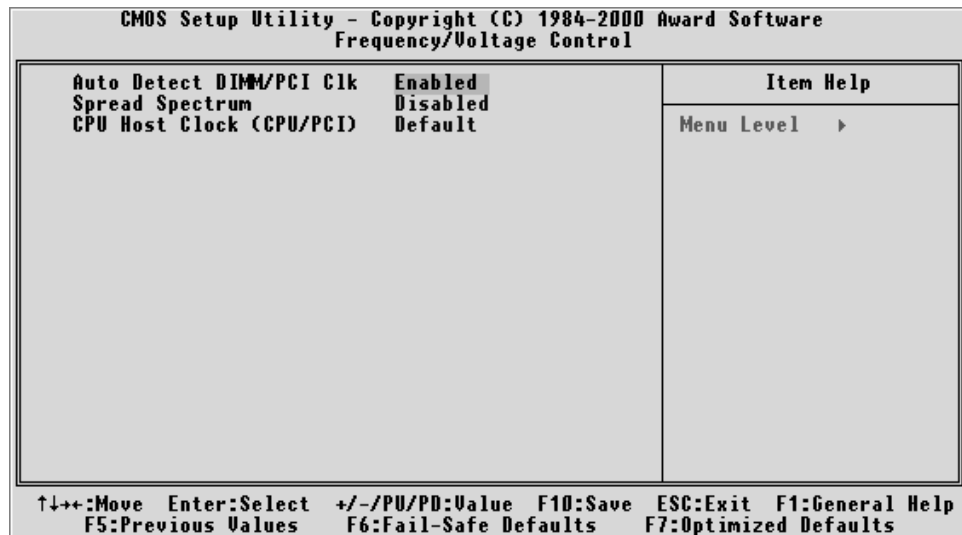 CMOS Setup Utility - Copyright (C) 1984-2000 Award Software
Frequency/Voltage Control
Auto Detect DIMM/PCI Clk Enabled
Spread Spectrum Disabled
CPU Host Clock (CPU/PCI) Default
Item Help
Menu Level ▸
↑↓→←:Move Enter:Select +/-/PU/PD:Value F10:Save ESC:Exit F1:General Help
F5:Previous Values F6:Fail-Safe Defaults F7:Optimized Defaults